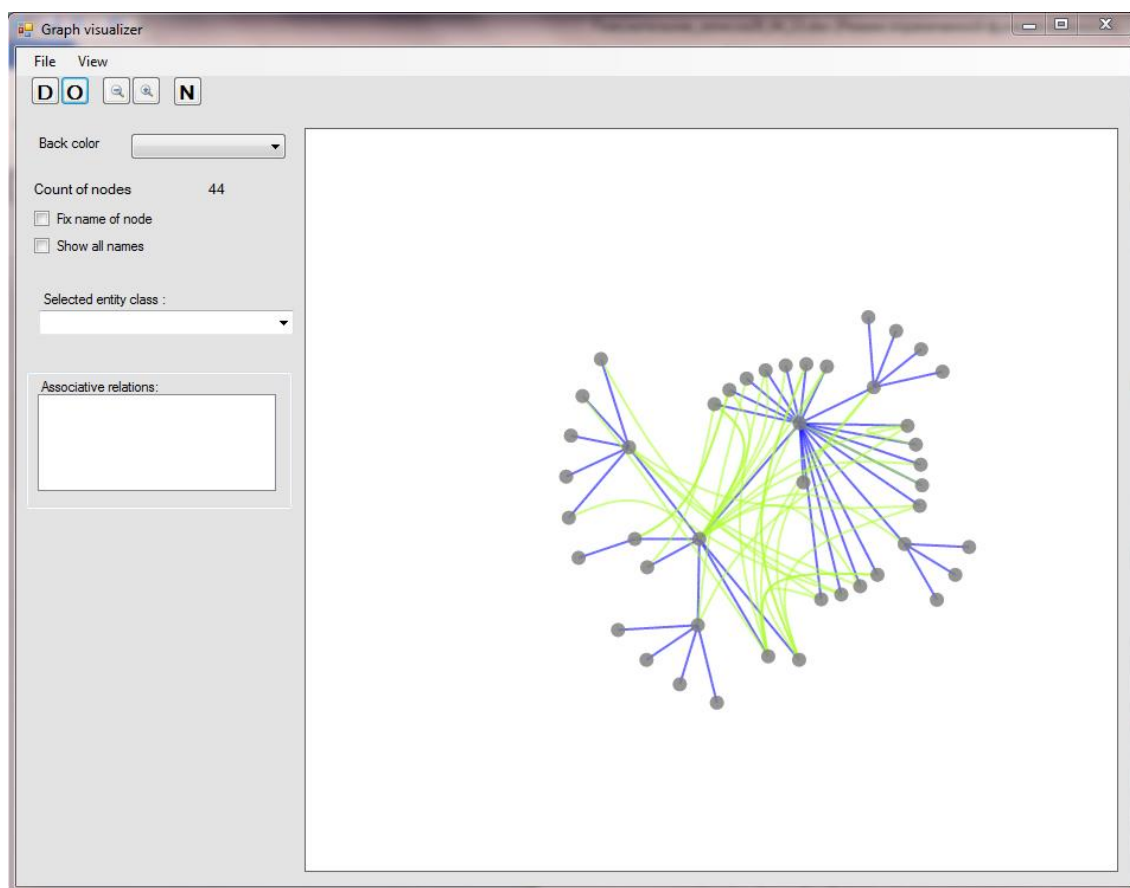 Graph visualizer
File View
D O N
Back color
Count of nodes 44
Fix name of node
Show all names
Selected entity class :
Associative relations: